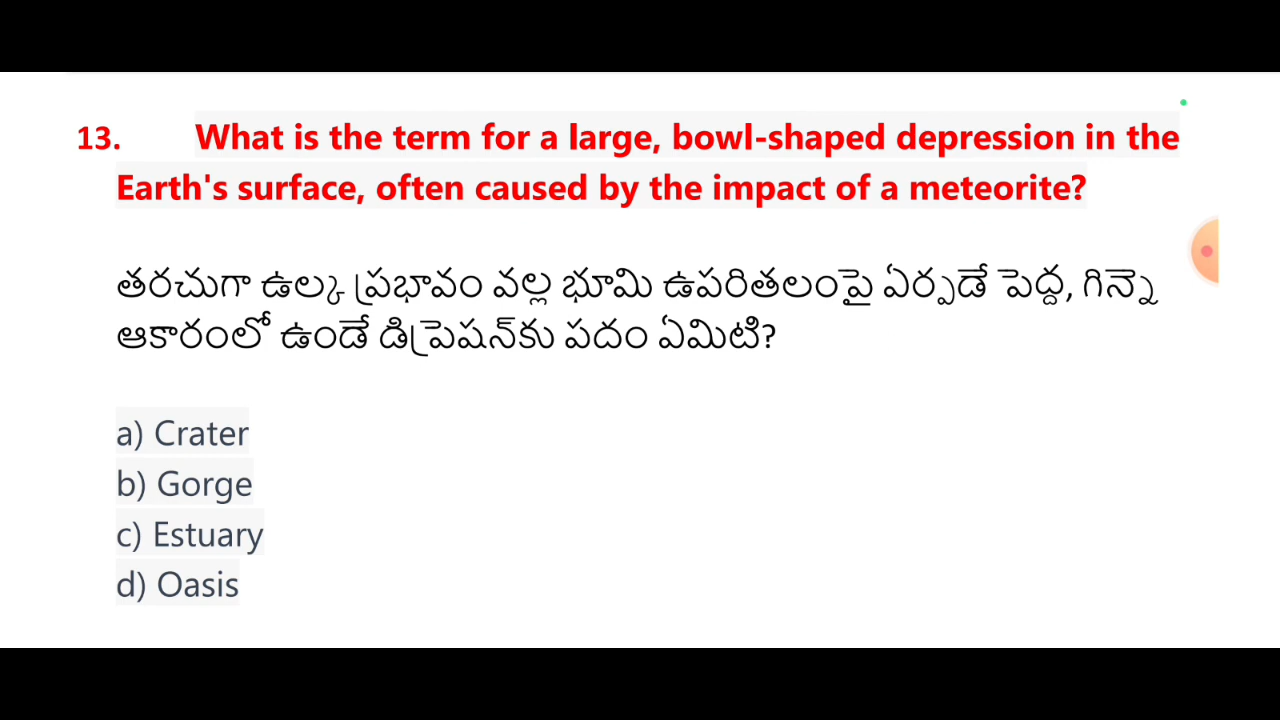 13. What is the term for a large, bowl-shaped depression in the
Earth's surface, often caused by the impact of a meteorite?
తరచుగా ఉల్క ప్రభావం వల్ల భూమి ఉపరితలంపై ఏర్పడే పెద్ద, గిన్నె
ఆకారంలో ఉండే డిప్రెషన్‌కు పదం ఏమిటి?
a) Crater
b) Gorge
c) Estuary
d) Oasis